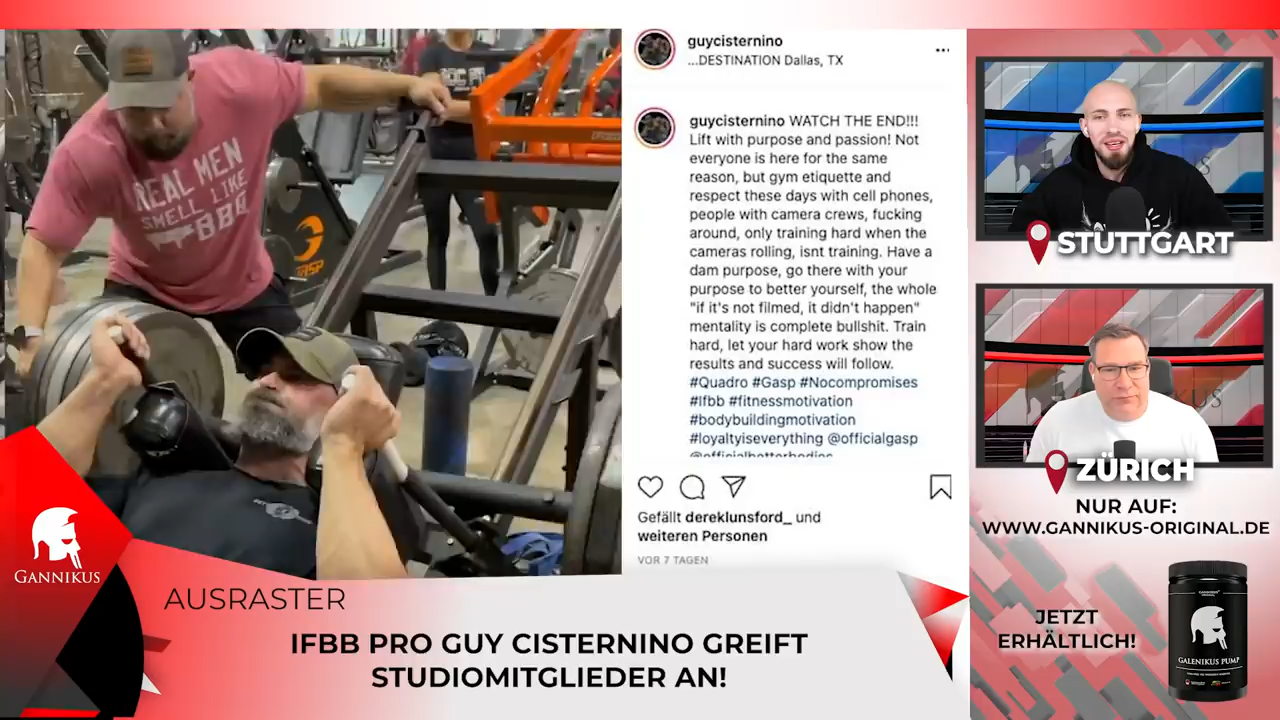 REAL MEN
SMELL LIKE
BBB
guycisternino
...DESTINATION Dallas, TX
guycisternino WATCH THE END!!!
Lift with purpose and passion! Not
everyone is here for the same
reason, but gym etiquette and
respect these days with cell phones,
people with camera crews, fucking
around, only training hard when the
cameras rolling, isnt training. Have a
dam purpose, go there with your
purpose to better yourself, the whole
"if it's not filmed, it didn't happen"
mentality is complete bullshit. Train
hard, let your hard work show the
results and success will follow.
#Quadro #Gasp #Nocompromises
#Ifbb #fitnessmotivation
#bodybuildingmotivation
#loyaltyiseverything @officialgasp
@officialbetterbodies
Gefällt dereklunsford_ und
weiteren Personen
VOR 7 TAGEN
STUTTGART
ZÜRICH
NUR AUF:
WWW.GANNIKUS-ORIGINAL.DE
JETZT
ERHÄLTLICH!
GALENIKUS PUMP
GANNIKUS
AUSRASTER
IFBB PRO GUY CISTERNINO GREIFT
STUDIOMITGLIEDER AN!